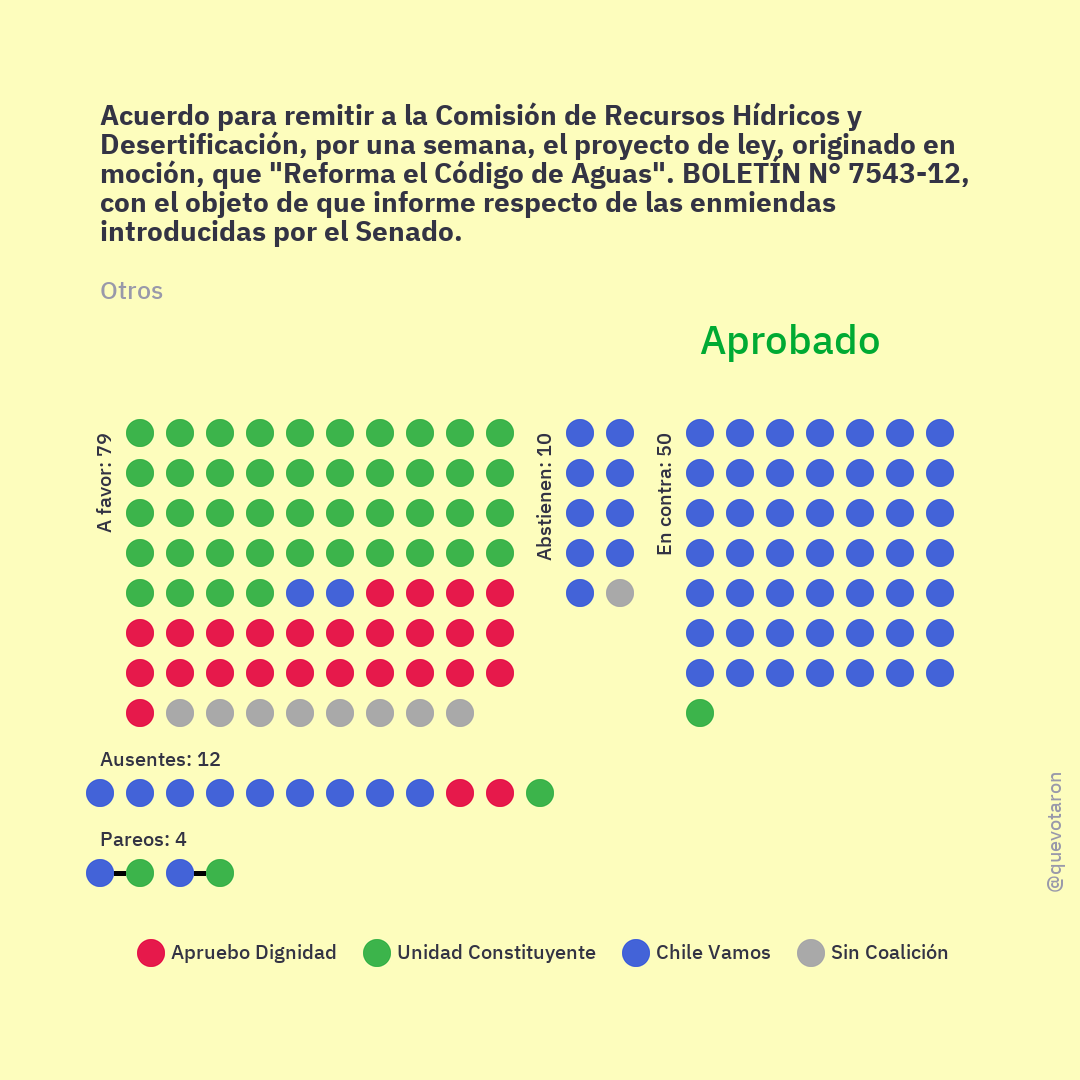 Acuerdo para remitir a la Comisión de Recursos Hídricos y
Desertificación, por una semana, el proyecto de ley, originado en
moción, que "Reforma el Código de Aguas". BOLETÍN N° 7543-12,
con el objeto de que informe respecto de las enmiendas
introducidas por el Senado.
Otros
Aprobado
A favor: 79
Abstienen: 10
En contra: 50
Ausentes: 12
Pareos: 4
@quevotaron
Apruebo Dignidad
Unidad Constituyente
Chile Vamos
Sin Coalición